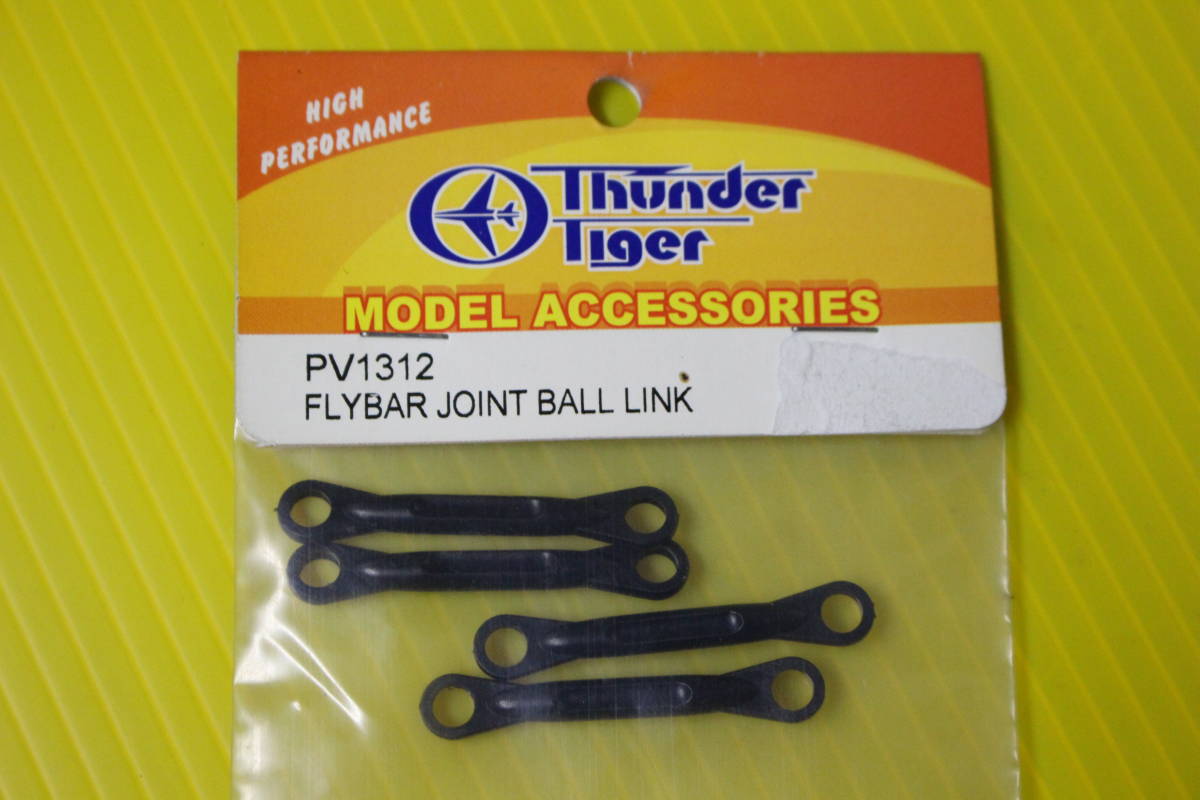 HIGH
PERFORMANCE
Thunder
Tiger
MODEL ACCESSORIES
PV1312
FLYBAR JOINT BALL LINK